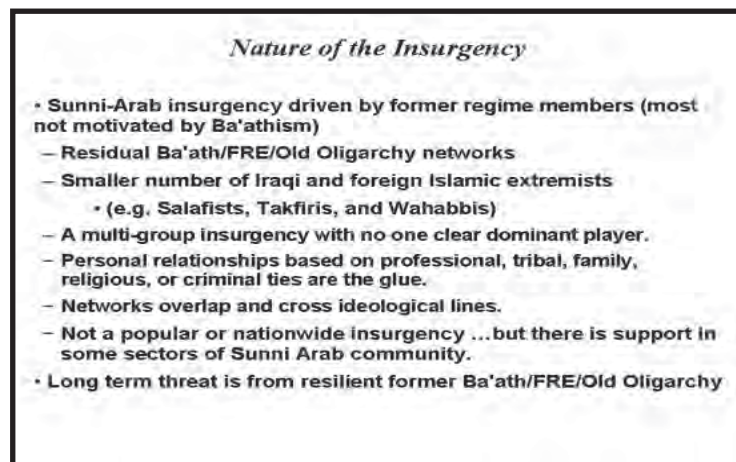 Nature of the Insurgency
· Sunni-Arab insurgency driven by former regime members (most
not motivated by Ba'athism)
– Residual Ba'ath/FRE/Old Oligarchy networks
– Smaller number of Iraqi and foreign Islamic extremists
· (e.g. Salafists, Takfiris, and Wahabbis)
– A multi-group insurgency with no one clear dominant player.
– Personal relationships based on professional, tribal, family,
religious, or criminal ties are the glue.
– Networks overlap and cross ideological lines.
– Not a popular or nationwide insurgency ...but there is support in
some sectors of Sunni Arab community.
· Long term threat is from resilient former Ba'ath/FRE/Old Oligarchy